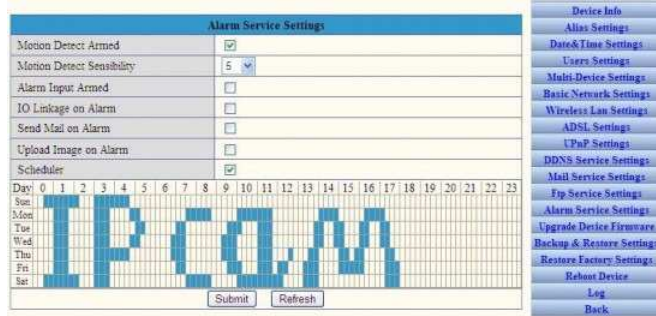 Alarm Service Settings
Motion Detect Armed
Motion Detect Sensibility 5
Alarm Input Armed
IO Linkage on Alarm
Send Mail on Alarm
Upload Image on Alarm
Scheduler
Day 0 1 2 3 4 5 6 7 8 9 10 11 12 13 14 15 16 17 18 19 20 21 22 23
Sun
Mon
Tue
Wed
Thu
Fri
Sat
IP cam
Submit Refresh
Device Info
Alias Settings
Date&Time Settings
Users Settings
Multi-Device Settings
Basic Network Settings
Wireless Lan Settings
ADSL Settings
UPnP Settings
DDNS Service Settings
Mail Service Settings
Ftp Service Settings
Alarm Service Settings
Upgrade Device Firmware
Backup & Restore Settings
Restore Factory Settings
Reboot Device
Log
Back